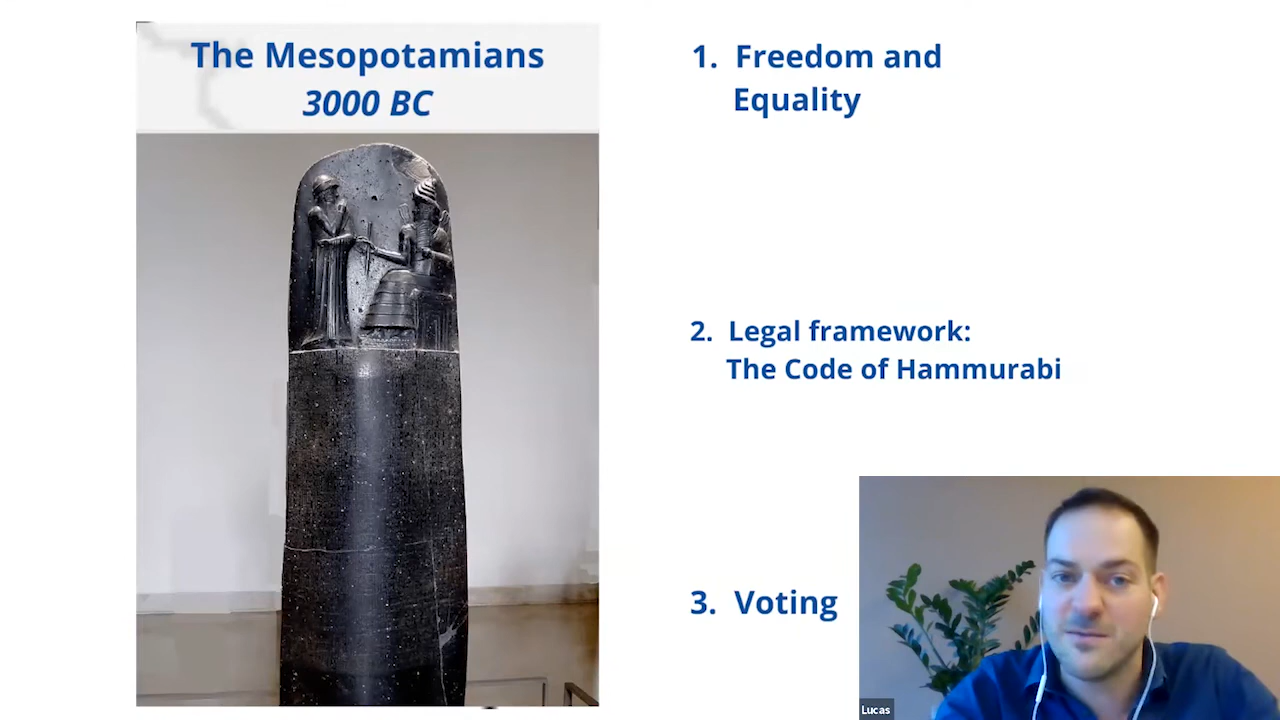 The Mesopotamians
3000 BC
1. Freedom and
Equality
2. Legal framework:
The Code of Hammurabi
3. Voting
Lucas